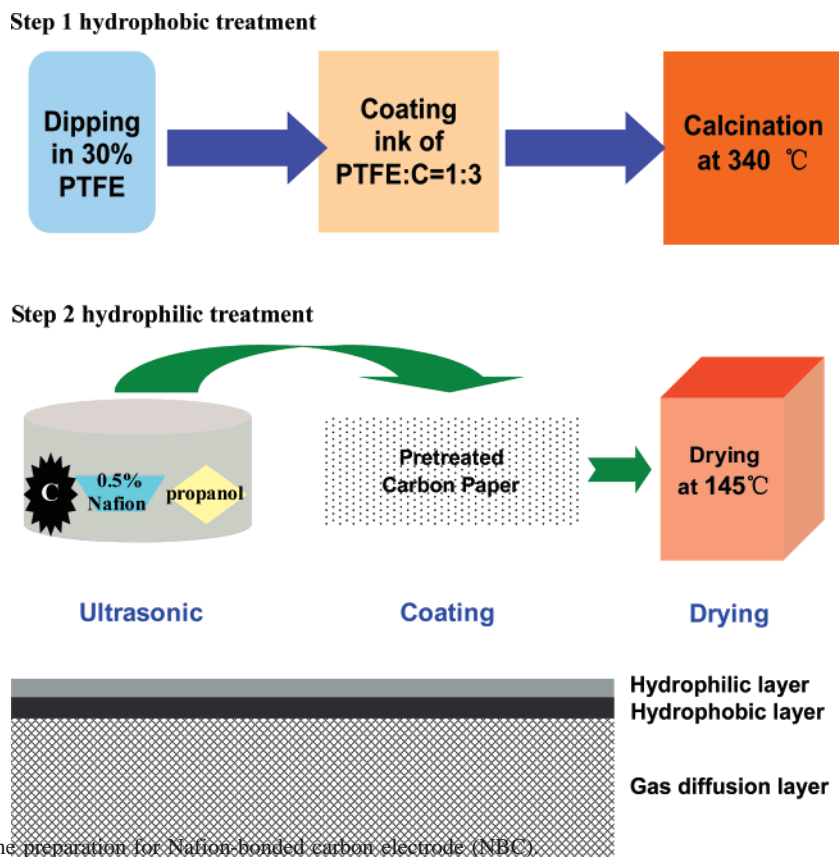 Step 1 hydrophobic treatment
Dipping
in 30%
PTFE
Coating
ink of
PTFE:C=1:3
Calcination
at 340 ℃
Step 2 hydrophilic treatment
C
0.5%
Nafion
propanol
Pretreated
Carbon Paper
Drying
at 145℃
Ultrasonic
Coating
Drying
Hydrophilic layer
Hydrophobic layer
Gas diffusion layer
preparation for Nafion-bonded carbon electrode (NBC).